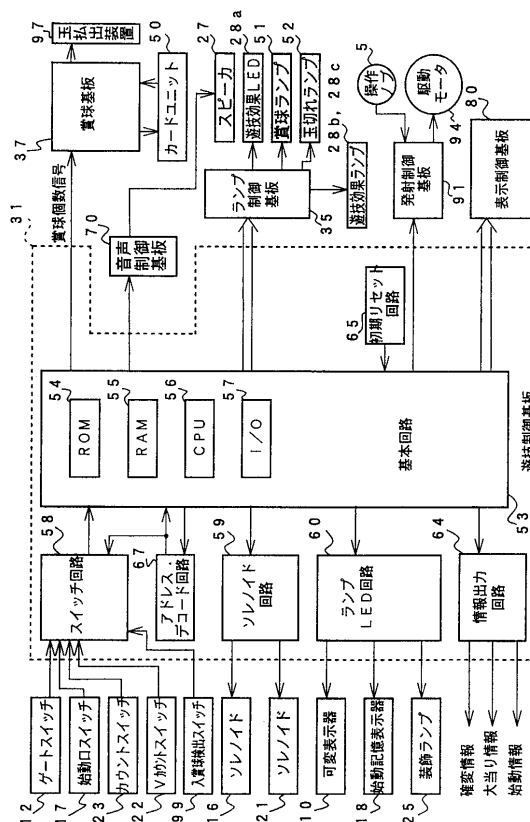 31
賞球個数信号
37
賞球基板
97
玉払出装置
カードユニット
50
70
音声
制御
基板
スピーカ
27
遊技効果LED
28a
賞球ランプ
51
玉切れランプ
52
ランプ
制御
基板
35
遊技効果ランプ
28b,28c
操作
ノブ
5
駆動
モータ
94
発射制御
基板
91
表示制御基板
80
初期リセット
回路
65
ROM
54
RAM
55
CPU
56
I/O
57
基本回路
53
遊技制御基板
スイッチ回路
58
アドレス・
デコード回路
67
ソレノイド
回路
59
ランプ
LED回路
60
情報出力
回路
64
12
ゲートスイッチ
17
始動口スイッチ
23
カウントスイッチ
22
Vカウントスイッチ
99
入賞球検出スイッチ
16
ソレノイド
21
ソレノイド
10
可変表示器
18
始動記憶表示器
25
装飾ランプ
確変情報
大当り情報
始動情報